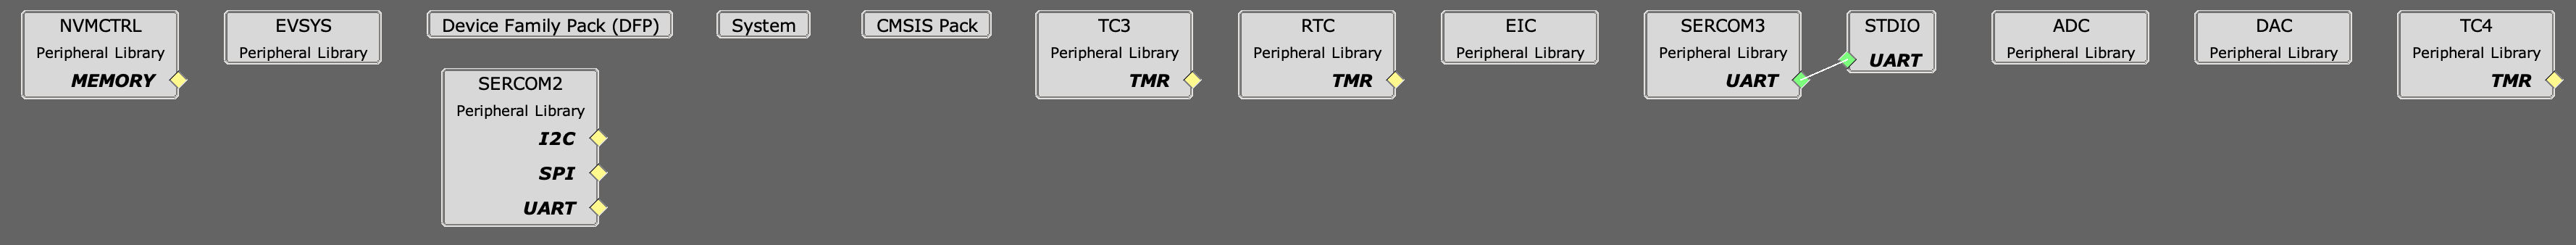 NVMCTRL
Peripheral Library
MEMORY
EVSYS
Peripheral Library
Device Family Pack (DFP)
System
CMSIS Pack
SERCOM2
Peripheral Library
I2C
SPI
UART
TC3
Peripheral Library
TMR
RTC
Peripheral Library
TMR
EIC
Peripheral Library
SERCOM3
Peripheral Library
UART
STDIO
UART
ADC
Peripheral Library
DAC
Peripheral Library
TC4
Peripheral Library
TMR